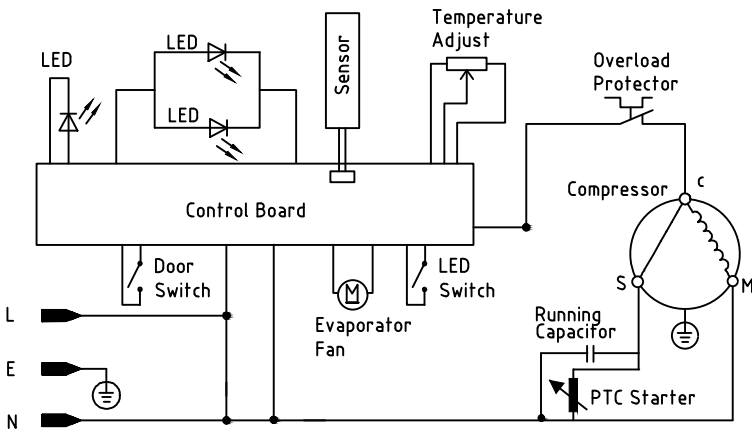 Temperature
Adjust
LED
LED
Sensor
Overload
Protector
LED
Control Board
Compressor
C
Door
Switch
LED
Switch
S
M
M
L
Evaporator
Fan
Running
Capacitor
E
PTC Starter
N